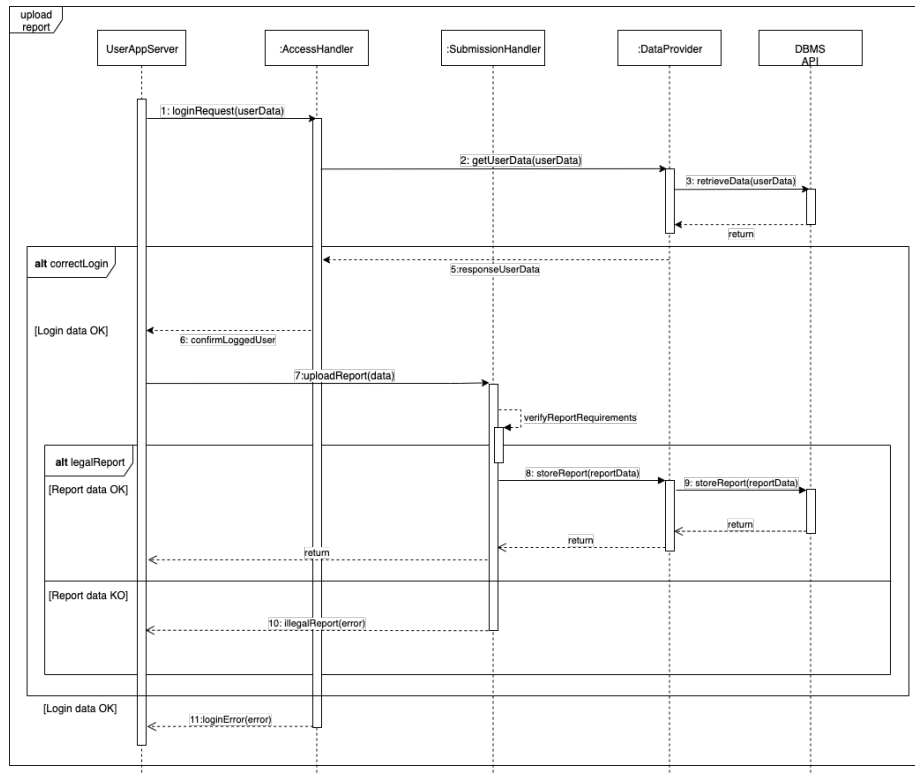 upload
report
UserAppServer
:AccessHandler
:SubmissionHandler
:DataProvider
DBMS
API
1: loginRequest(userData)
2: getUserData(userData)
3: retrieveData(userData)
return
alt correctLogin
5:responseUserData
[Login data OK]
6: confirmLoggedUser
7:uploadReport(data)
verifyReportRequirements
alt legalReport
8: storeReport(reportData)
9: storeReport(reportData)
[Report data OK]
return
return
return
[Report data KO]
10: illegalReport(error)
[Login data OK]
11:loginError(error)